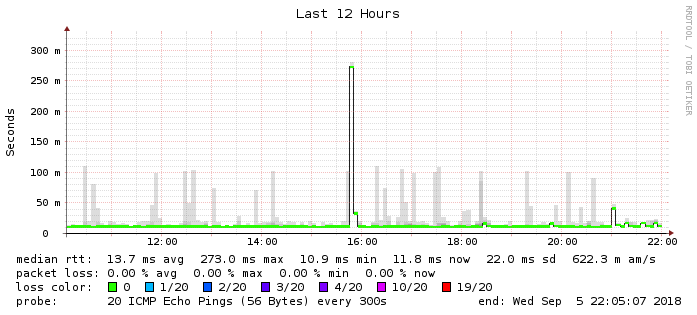 Last 12 Hours
RRDTOOL / TOBI OETIKER
Seconds
300 m
250 m
200 m
150 m
100 m
50 m
0
12:00 14:00 16:00 18:00 20:00 22:00
median rtt: 13.7 ms avg 273.0 ms max 10.9 ms min 11.8 ms now 22.0 ms sd 622.3 m am/s
packet loss: 0.00 % avg 0.00 % max 0.00 % min 0.00 % now
loss color: 0 1/20 2/20 3/20 4/20 10/20 19/20
probe: 20 ICMP Echo Pings (56 Bytes) every 300s end: Wed Sep 5 22:05:07 2018